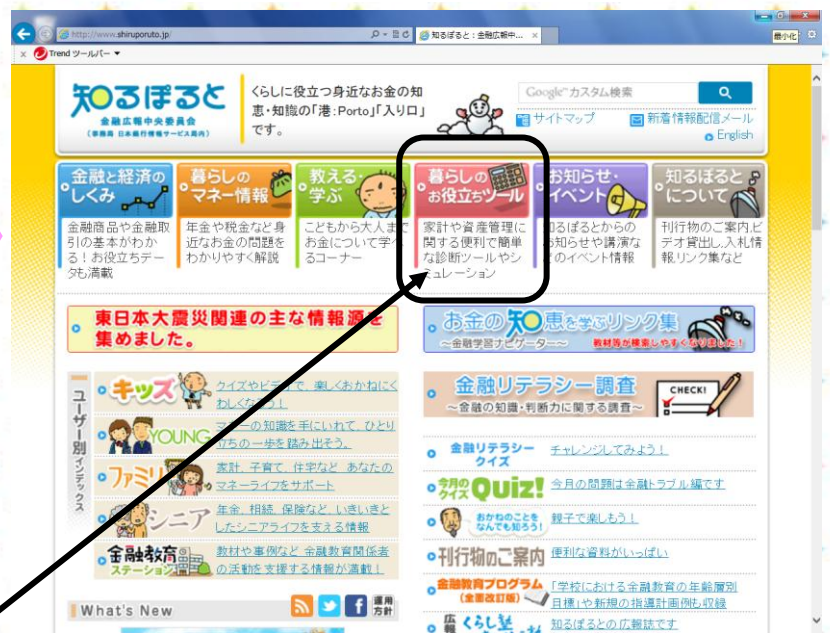 http://www.shiruporuto.jp/
知るぽると：金融広報中...
最小化
x Trend ツールバー ▼
知るぽると
金融広報中央委員会
(事務局 日本銀行情報サービス局内)
くらしに役立つ身近なお金の知
恵・知識の「港：Porto」「入り口」
です。
Google™カスタム検索
サイトマップ
新着情報配信メール
English
金融と経済の
しくみ
暮らしの
マネー情報
教える・
学ぶ
暮らしの
お役立ちツール
お知らせ・
イベント
知るぽると
について
金融商品や金融取
引の基本がわか
る！お役立ちデー
タも満載
年金や税金など身
近なお金の問題を
わかりやすく解説
こどもから大人まで
お金について学べ
るコーナー
家計や資産管理に
関する便利で簡単
な診断ツールやシ
ミュレーション
知るぽるとからの
お知らせや講演な
どのイベント情報
刊行物のご案内,ビ
デオ貸出し,入札情
報,リンク集など
東日本大震災関連の主な情報源を
集めました。
お金の知恵を学ぶリンク集
～金融学習ナビゲーター～
教材等が検索しやすくなりました！
ユーザー別インデックス
キッズ
クイズやビデオで、楽しくおかねにく
わしくなろう！
YOUNG
マネーの知識を手にいれて、ひとり
立ちの一歩を踏み出そう。
ファミリー
家計、子育て、住宅など あなたの
マネーライフをサポート
シニア
年金、相続、保険など、いきいきと
したシニアライフを支える情報
金融教育
ステーション
教材や事例など 金融教育関係者
の活動を支援する情報が満載！
What's New
運用
方針
金融リテラシー調査
～金融の知識・判断力に関する調査～
CHECK!
金融リテラシー
クイズ
チャレンジしてみよう！
今月の
クイズ Quiz!
今月の問題は金融トラブル編です
おかねのことを
なんでも知ろう!
親子で楽しもう！
刊行物のご案内
便利な資料がいっぱい
金融教育プログラム
(全面改訂版)
「学校における金融教育の年齢層別
目標」や新規の指導計画例も収録
くらし塾
知るぽるとの広報誌です